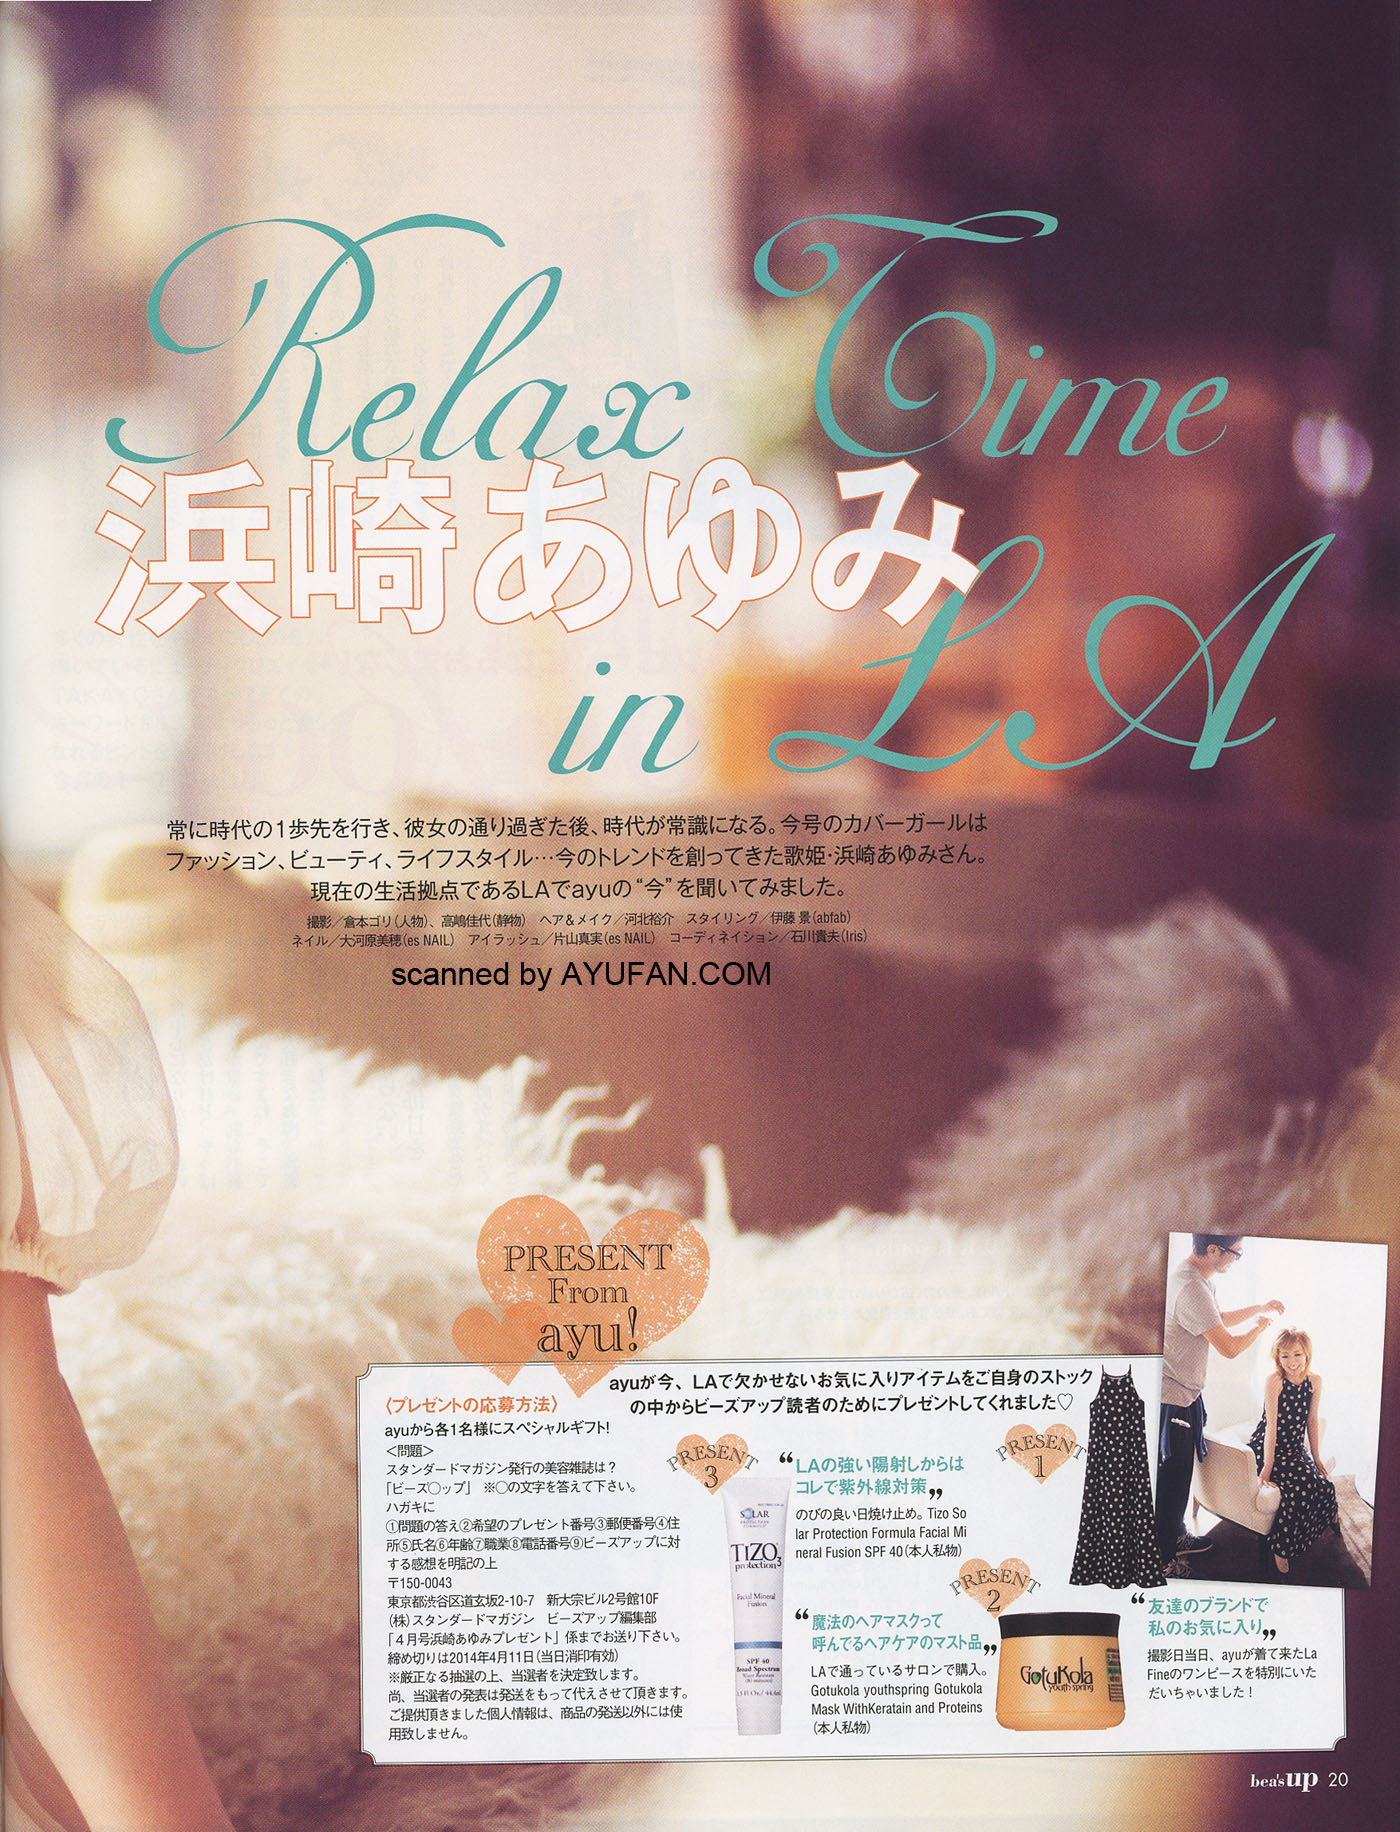 Relax Time
浜崎あゆみ
in LA
常に時代の1歩先を行き、彼女の通り過ぎた後、時代が常識になる。今号のカバーガールは
ファッション、ビューティ、ライフスタイル…今のトレンドを創ってきた歌姫・浜崎あゆみさん。
現在の生活拠点であるLAでayuの“今”を聞いてみました。
撮影／倉本ゴリ（人物）、高嶋佳代（静物）　ヘア＆メイク／河北裕介　スタイリング／伊藤 景（abfab）
ネイル／大河原美穂（es NAIL）　アイラッシュ／片山真実（es NAIL）　コーディネイション／石川貴夫（Iris）
scanned by AYUFAN.COM
PRESENT
From
ayu!
ayuが今、LAで欠かせないお気に入りアイテムをご自身のストック
の中からビーズアップ読者のためにプレゼントしてくれました♡
〈プレゼントの応募方法〉
ayuから各1名様にスペシャルギフト!
＜問題＞
スタンダードマガジン発行の美容雑誌は？
「ビーズ○ップ」　※○の文字を答えて下さい。
ハガキに
①問題の答え②希望のプレゼント番号③郵便番号④住
所⑤氏名⑥年齢⑦職業⑧電話番号⑨ビーズアップに対
する感想を明記の上
〒150-0043
東京都渋谷区道玄坂2-10-7　新大宗ビル2号館10F
（株）スタンダードマガジン　ビーズアップ編集部
「4月号浜崎あゆみプレゼント」係までお送り下さい。
締め切りは2014年4月11日（当日消印有効）
※厳正なる抽選の上、当選者を決定致します。
尚、当選者の発表は発送をもって代えさせて頂きます。
ご提供頂きました個人情報は、商品の発送以外には使
用致しません。
PRESENT
3
SOLAR
PROTECTION
FORMULA
TIZO3
protection
Facial Mineral
Fusion
SPF 40
Broad Spectrum
Water Resistant
(80 minutes)
“LAの強い陽射しからは
コレで紫外線対策”
のびの良い日焼け止め。Tizo So
lar Protection Formula Facial Mi
neral Fusion SPF 40（本人私物）
PRESENT
1
PRESENT
2
“魔法のヘアマスクって
呼んでるヘアケアのマスト品”
LAで通っているサロンで購入。
Gotukola youthspring Gotukola
Mask WithKeratain and Proteins
（本人私物）
GotuKola
youth spring
“友達のブランドで
私のお気に入り”
撮影日当日、ayuが着て来たLa
Fineのワンピースを特別にいた
だいちゃいました！
bea's up 20